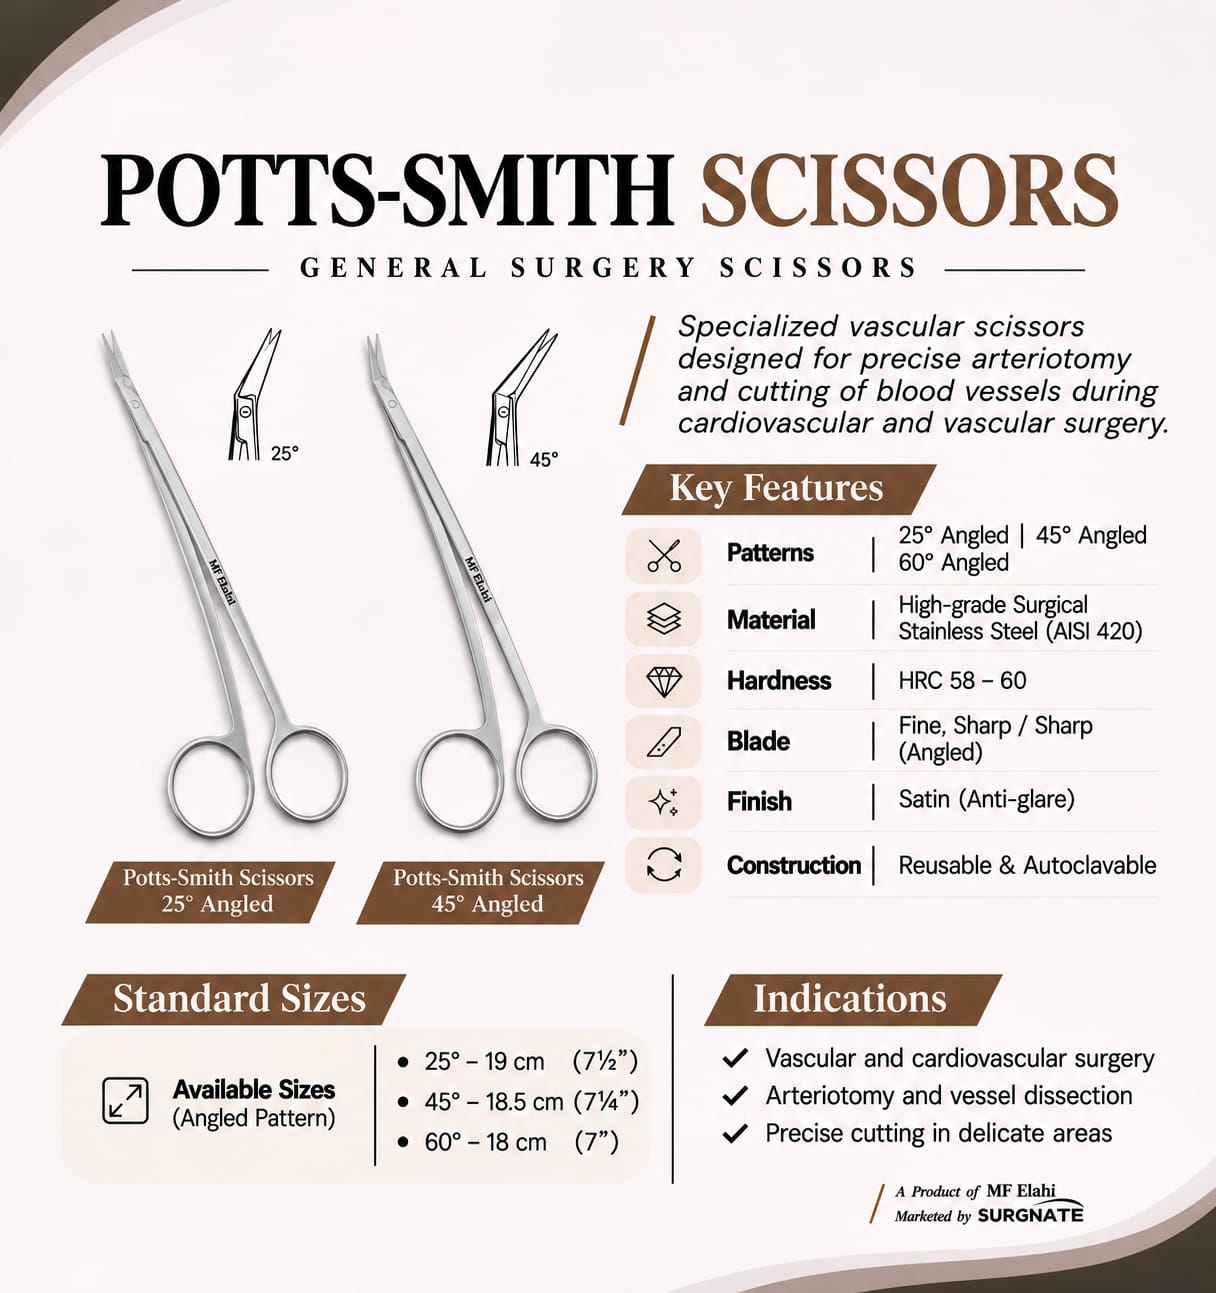 POTTS-SMITH SCISSORS
GENERAL SURGERY SCISSORS
Specialized vascular scissors
designed for precise arteriotomy
and cutting of blood vessels during
cardiovascular and vascular surgery.
25°
45°
MF Elahi
MF Elahi
Potts-Smith Scissors
25° Angled
Potts-Smith Scissors
45° Angled
Key Features
Patterns
25° Angled | 45° Angled
60° Angled
Material
High-grade Surgical
Stainless Steel (AISI 420)
Hardness
HRC 58 – 60
Blade
Fine, Sharp / Sharp
(Angled)
Finish
Satin (Anti-glare)
Construction
Reusable & Autoclavable
Standard Sizes
Available Sizes
(Angled Pattern)
• 25° – 19 cm (7½”)
• 45° – 18.5 cm (7¼”)
• 60° – 18 cm (7”)
Indications
✓ Vascular and cardiovascular surgery
✓ Arteriotomy and vessel dissection
✓ Precise cutting in delicate areas
A Product of MF Elahi
Marketed by SURGNATE